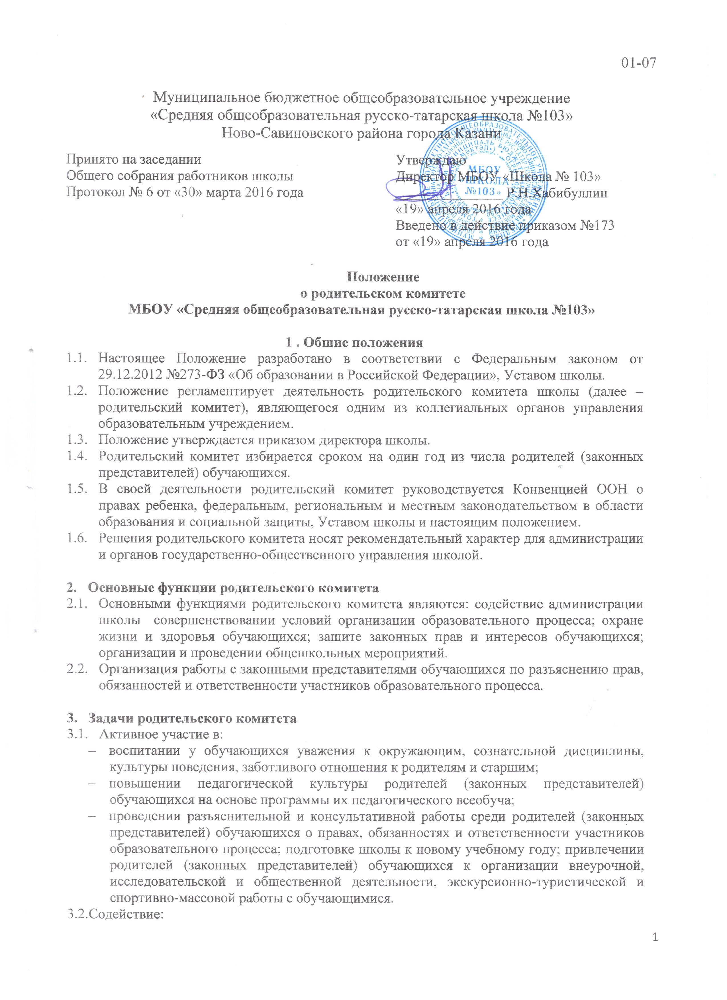 01-07
Муниципальное бюджетное общеобразовательное учреждение
«Средняя общеобразовательная русско-татарская школа №103»
Ново-Савиновского района города Казани
Принято на заседании
Общего собрания работников школы
Протокол № 6 от «30» марта 2016 года
Утверждаю
Директор МБОУ «Школа № 103»
Р.Н.Хабибуллин
«19» апреля 2016 года
Введено в действие приказом №173
от «19» апреля 2016 года
МБОУ
«ШКОЛА
№103»
Положение
о родительском комитете
МБОУ «Средняя общеобразовательная русско-татарская школа №103»
1 . Общие положения
1.1. Настоящее Положение разработано в соответствии с Федеральным законом от
29.12.2012 №273-ФЗ «Об образовании в Российской Федерации», Уставом школы.
1.2. Положение регламентирует деятельность родительского комитета школы (далее –
родительский комитет), являющегося одним из коллегиальных органов управления
образовательным учреждением.
1.3. Положение утверждается приказом директора школы.
1.4. Родительский комитет избирается сроком на один год из числа родителей (законных
представителей) обучающихся.
1.5. В своей деятельности родительский комитет руководствуется Конвенцией ООН о
правах ребенка, федеральным, региональным и местным законодательством в области
образования и социальной защиты, Уставом школы и настоящим положением.
1.6. Решения родительского комитета носят рекомендательный характер для администрации
и органов государственно-общественного управления школой.
2. Основные функции родительского комитета
2.1. Основными функциями родительского комитета являются: содействие администрации
школы совершенствовании условий организации образовательного процесса; охране
жизни и здоровья обучающихся; защите законных прав и интересов обучающихся;
организации и проведении общешкольных мероприятий.
2.2. Организация работы с законными представителями обучающихся по разъяснению прав,
обязанностей и ответственности участников образовательного процесса.
3. Задачи родительского комитета
3.1. Активное участие в:
– воспитании у обучающихся уважения к окружающим, сознательной дисциплины,
культуры поведения, заботливого отношения к родителям и старшим;
– повышении педагогической культуры родителей (законных представителей)
обучающихся на основе программы их педагогического всеобуча;
– проведении разъяснительной и консультативной работы среди родителей (законных
представителей) обучающихся о правах, обязанностях и ответственности участников
образовательного процесса; подготовке школы к новому учебному году; привлечении
родителей (законных представителей) обучающихся к организации внеурочной,
исследовательской и общественной деятельности, экскурсионно-туристической и
спортивно-массовой работы с обучающимися.
3.2.Содействие:
1